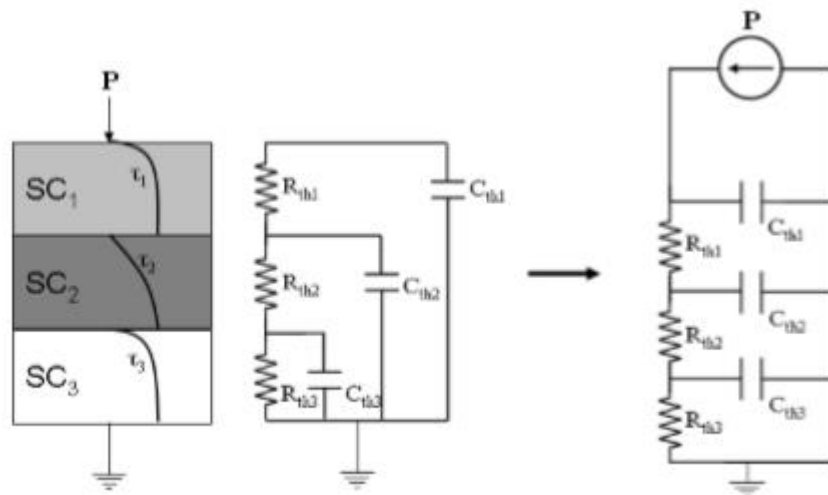 P
SC1
τ1
SC2
τ2
SC3
τ3
Rth1
Cth1
Rth2
Cth2
Rth3
Cth3
P
Cth1
Rth1
Cth2
Rth2
Cth3
Rth3